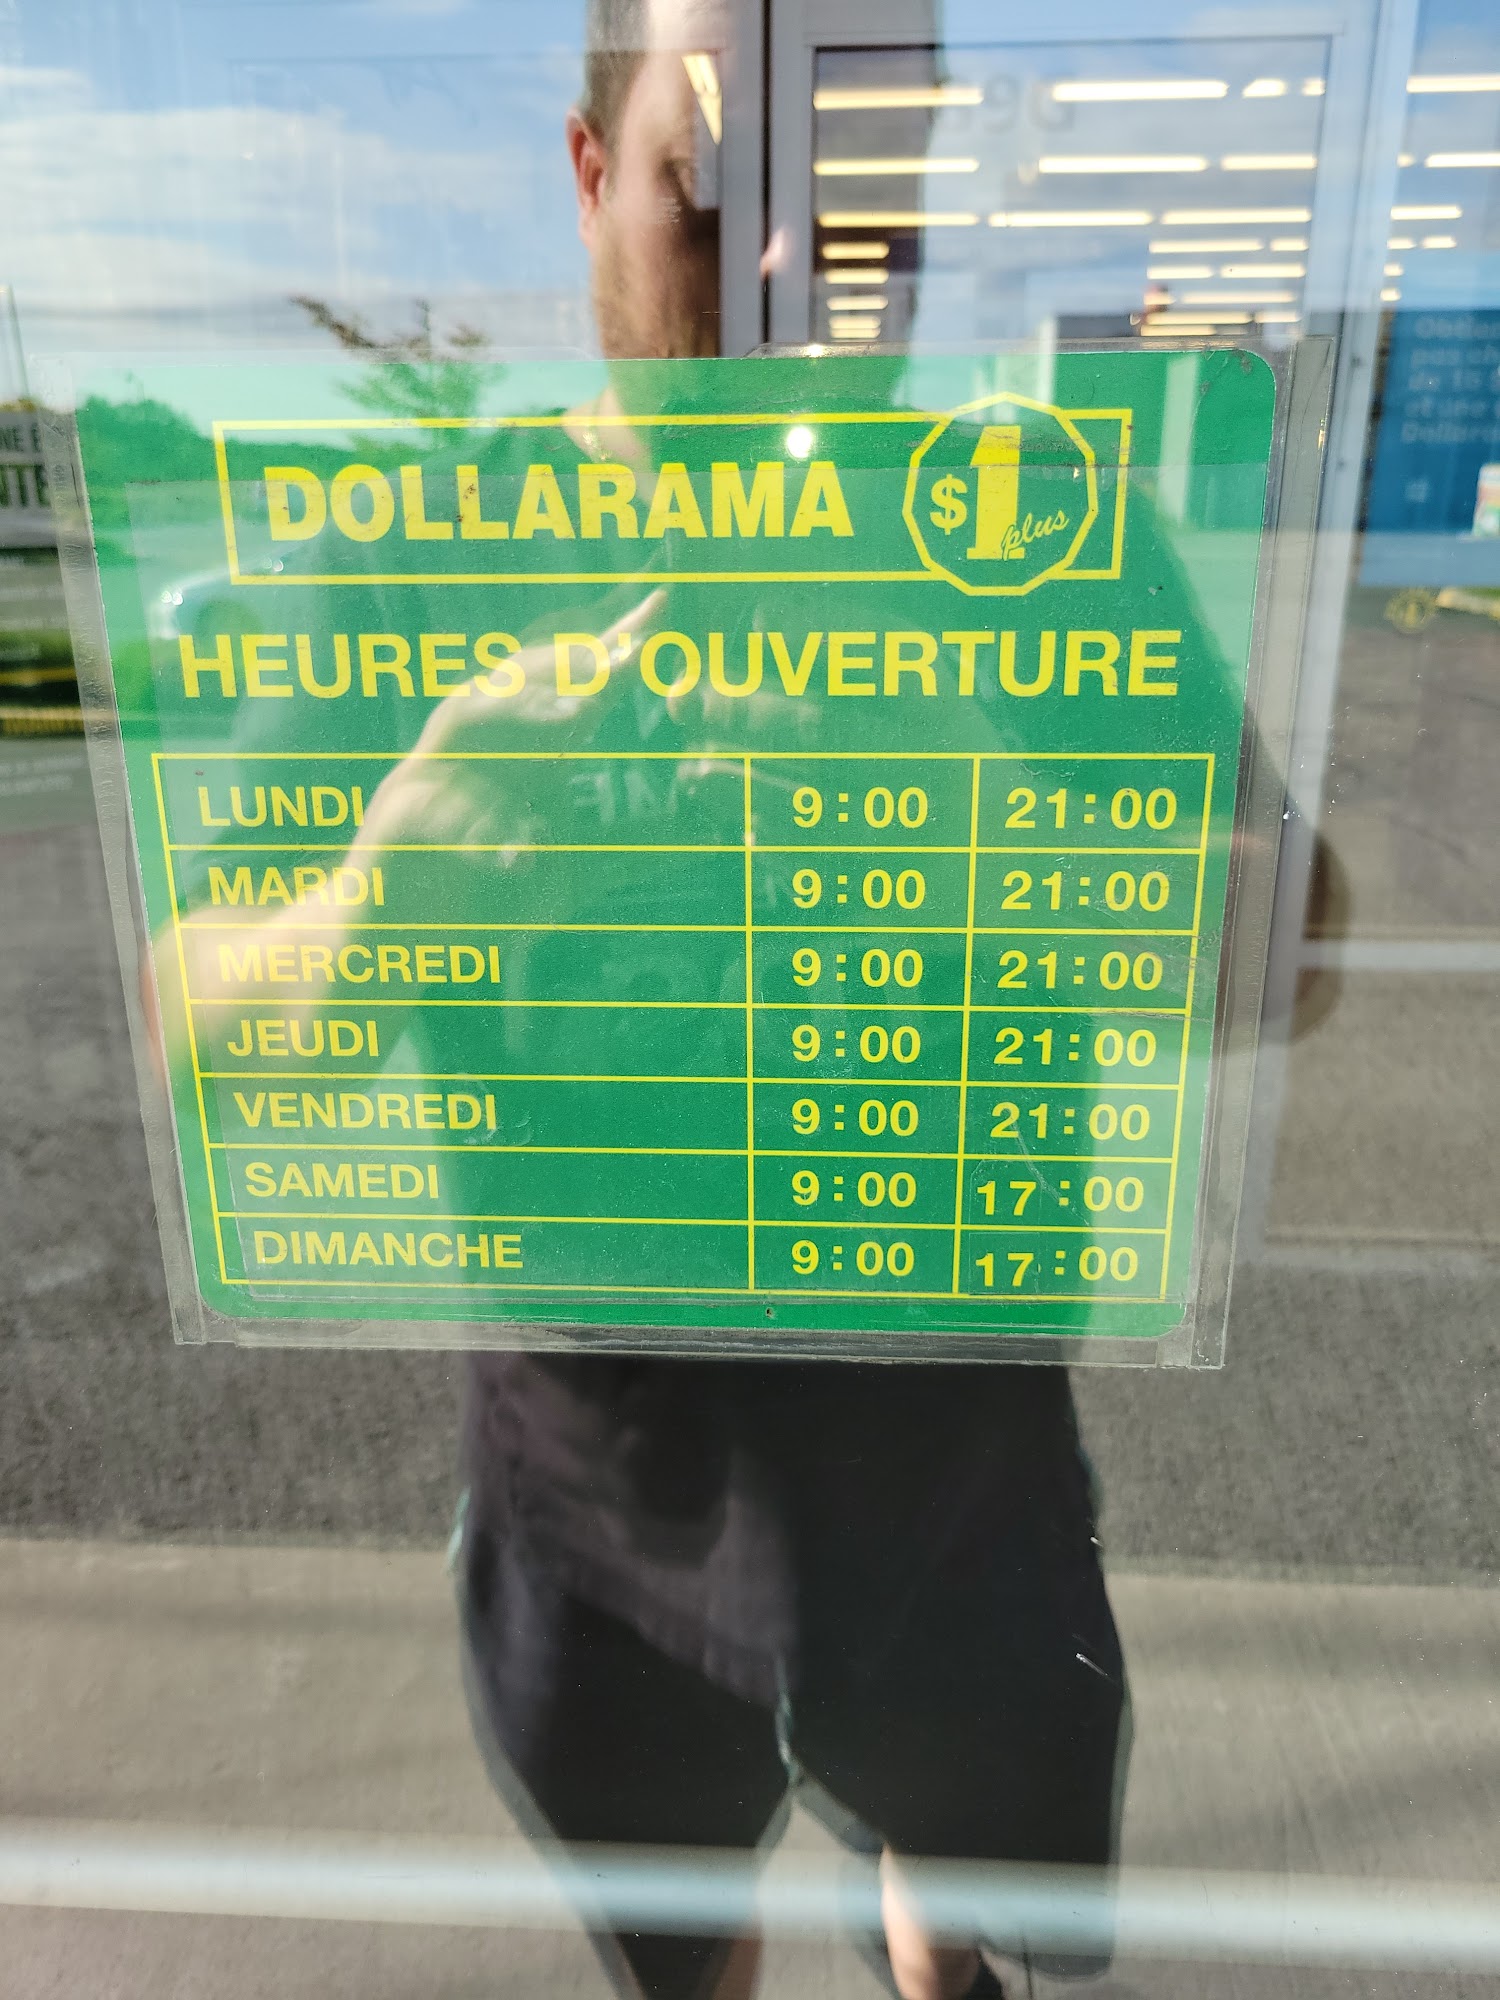 DOLLARAMA $1 plus
HEURES D'OUVERTURE
LUNDI 9:00 21:00
MARDI 9:00 21:00
MERCREDI 9:00 21:00
JEUDI 9:00 21:00
VENDREDI 9:00 21:00
SAMEDI 9:00 17:00
DIMANCHE 9:00 17:00